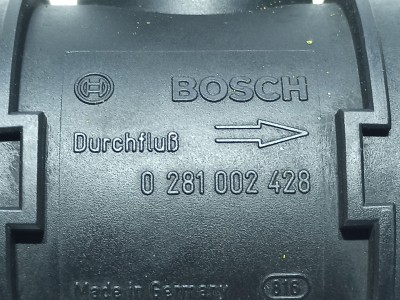 BOSCH
Durchfluß
0 281 002 428
Made in Germany 816